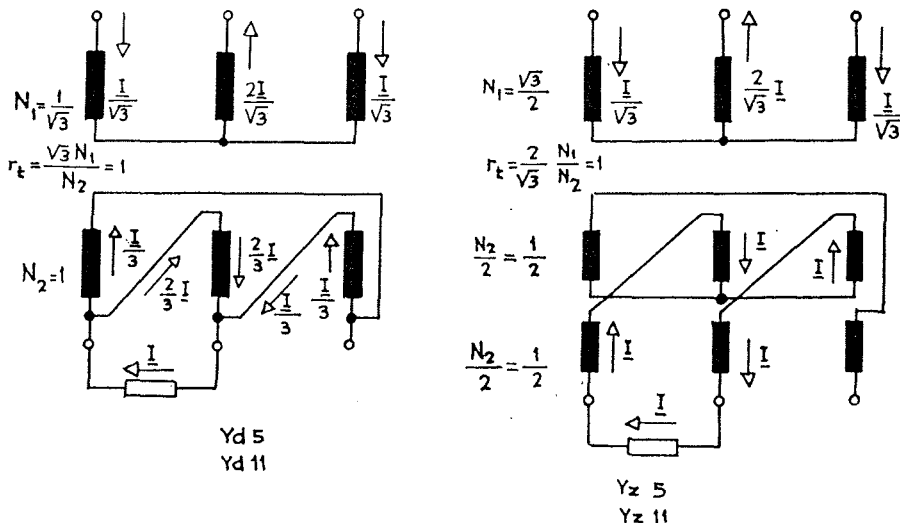 N₁ = 1/√3
I/√3
2I/√3
I/√3
r_t = √3 N₁/N₂ = 1
N₂ = 1
I/3
2/3 I
2/3 I
I/3
I/3
I
Yd 5
Yd 11
N₁ = √3/2
I/√3
2/√3 I
I/√3
r_t = 2/√3 N₁/N₂ = 1
N₂/2 = 1/2
I
I
N₂/2 = 1/2
I
I
I
Yz 5
Yz 11